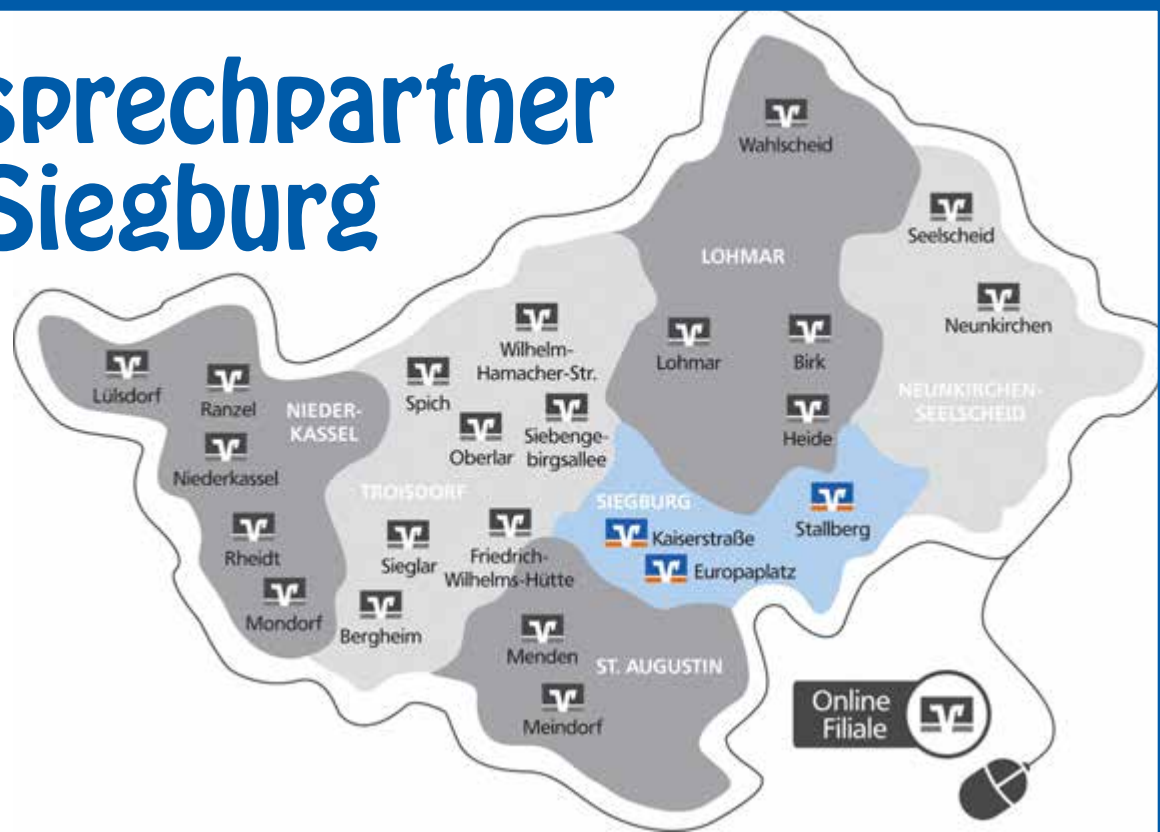 sprechpartner
Siegburg
Wahlscheid
Seelscheid
LOHMAR
Neunkirchen
Wilhelm-
Hamacher-Str.
Lohmar
Birk
Lülsdorf
Ranzel
NIEDER-
KASSEL
Spich
NEUNKIRCHEN-
SEELSCHEID
Oberlar
Siebenge-
birgsallee
Heide
Niederkassel
TROISDORF
SIEGBURG
Stallberg
Kaiserstraße
Rheidt
Sieglar
Friedrich-
Wilhelms-Hütte
Europaplatz
Mondorf
Bergheim
Menden
ST. AUGUSTIN
Meindorf
Online
Filiale